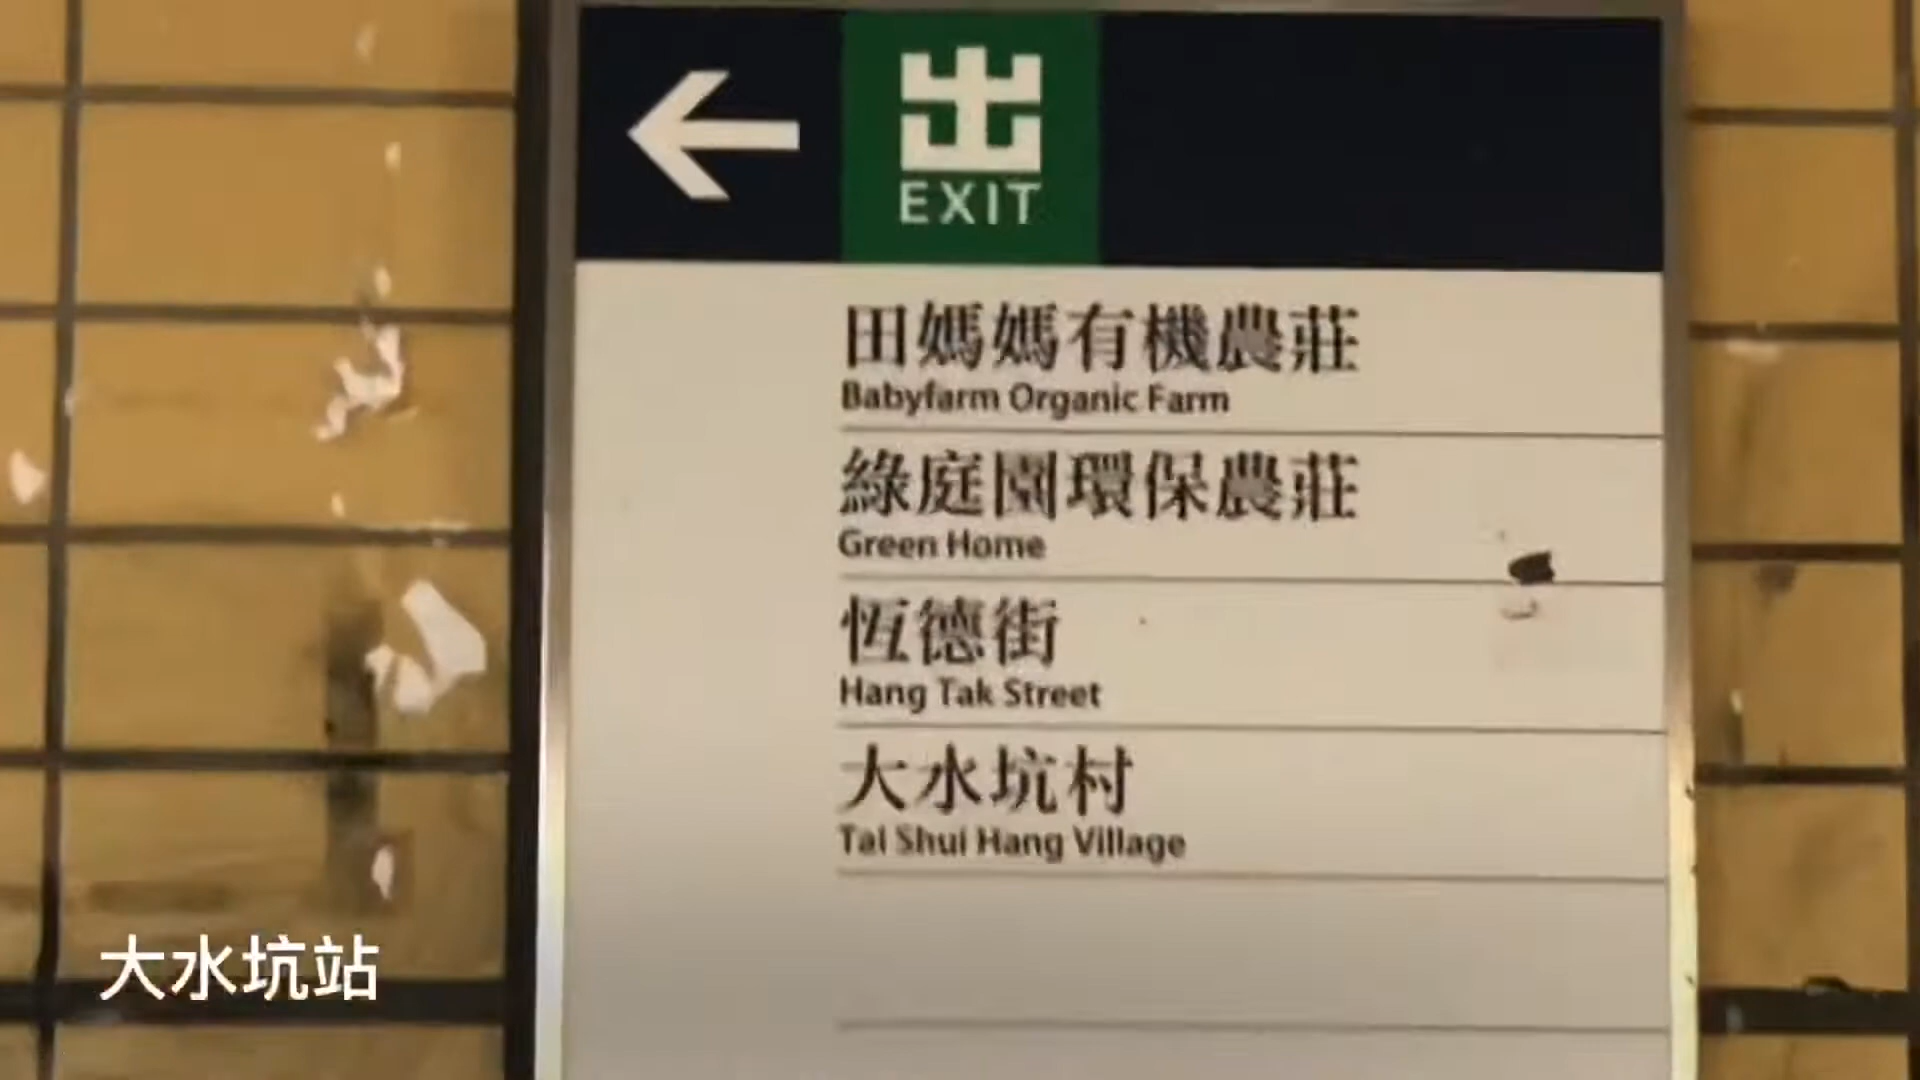 出
EXIT
田媽媽有機農莊
Babyfarm Organic Farm
綠庭園環保農莊
Green Home
恆德街
Hang Tak Street
大水坑村
Tai Shui Hang Village
大水坑站